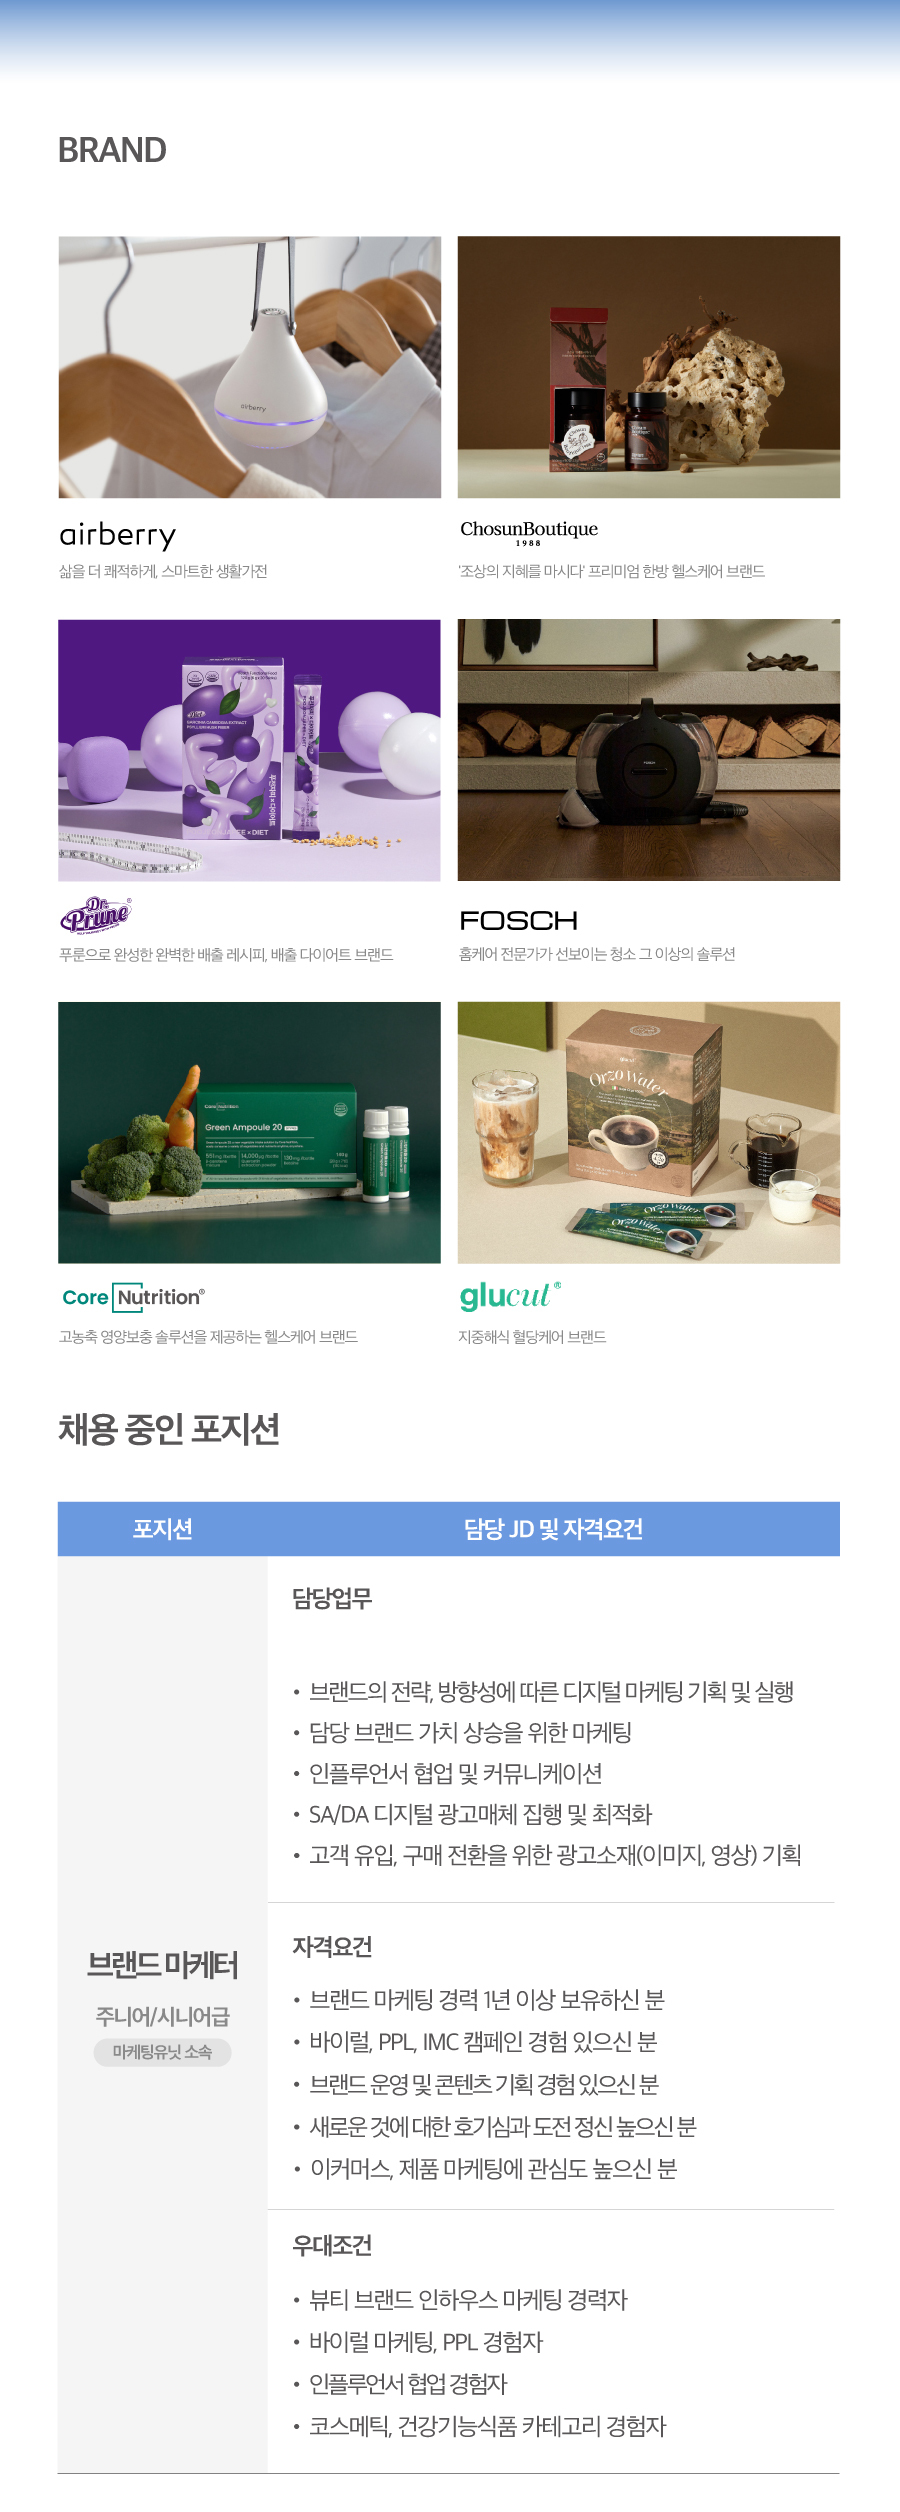 BRAND
airberry
airberry
삶을 더 쾌적하게, 스마트한 생활가전
ChosunBoutique
1988
'조상의 지혜를 마시다' 프리미엄 한방 헬스케어 브랜드
Diet
GARCINIA CAMBOGIA EXTRACT
PSYLLIUM HUSK FIBER
FOSCH
Dr.
Prune
푸룬으로 완성한 완벽한 배출 레시피, 배출 다이어트 브랜드
FOSCH
홈케어 전문가가 선보이는 청소 그 이상의 솔루션
Core Nutrition
Green Ampoule 20
glucut
Orzo Water
Orzo Water
Orzo Water
Core Nutrition®
고농축 영양보충 솔루션을 제공하는 헬스케어 브랜드
glucut®
지중해식 혈당케어 브랜드
채용 중인 포지션
포지션
담당 JD 및 자격요건
브랜드 마케터
주니어/시니어급
마케팅유닛 소속
담당업무
• 브랜드의 전략, 방향성에 따른 디지털 마케팅 기획 및 실행
• 담당 브랜드 가치 상승을 위한 마케팅
• 인플루언서 협업 및 커뮤니케이션
• SA/DA 디지털 광고매체 집행 및 최적화
• 고객 유입, 구매 전환을 위한 광고소재(이미지, 영상) 기획
자격요건
• 브랜드 마케팅 경력 1년 이상 보유하신 분
• 바이럴, PPL, IMC 캠페인 경험 있으신 분
• 브랜드 운영 및 콘텐츠 기획 경험 있으신 분
• 새로운 것에 대한 호기심과 도전 정신 높으신 분
• 이커머스, 제품 마케팅에 관심도 높으신 분
우대조건
• 뷰티 브랜드 인하우스 마케팅 경력자
• 바이럴 마케팅, PPL 경험자
• 인플루언서 협업 경험자
• 코스메틱, 건강기능식품 카테고리 경험자